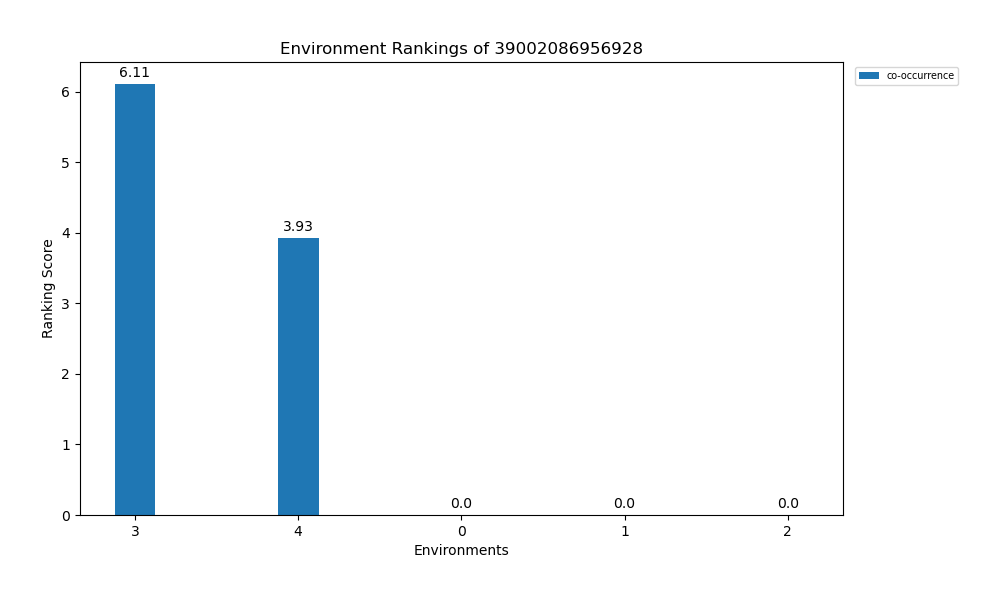 Environment Rankings of 39002086956928
co-occurrence
6.11
3.93
0.0 0.0 0.0
Ranking Score
6
5
4
3
2
1
0
3 4 0 1 2
Environments